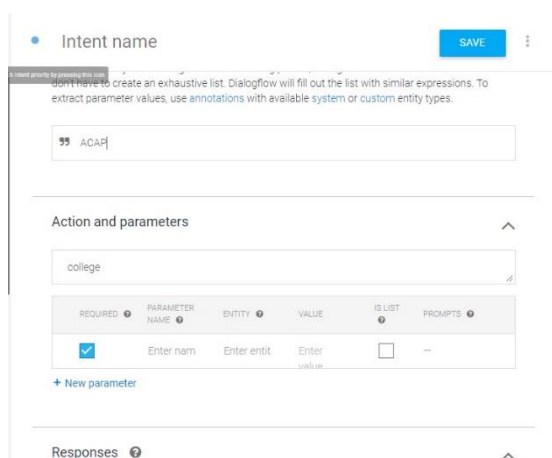 Intent name
SAVE
k intent priority by pressing this icon
don't have to create an exhaustive list. Dialogflow will fill out the list with similar expressions. To
extract parameter values, use annotations with available system or custom entity types.
ACAP
Action and parameters
college
REQUIRED PARAMETER NAME ENTITY VALUE IS LIST PROMPTS
Enter nam Enter entit Enter value —
+ New parameter
Responses